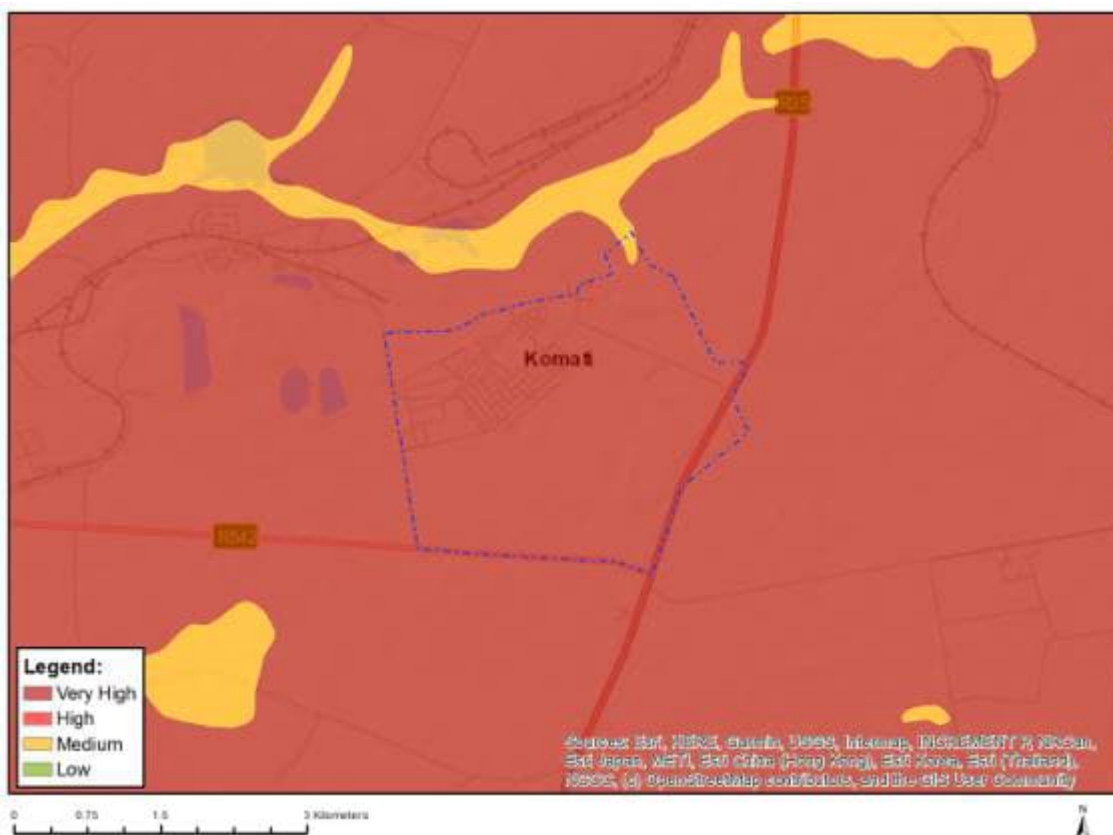 R35
Komati
R542
Legend:
Very High
High
Medium
Low
Sources: Esri, HERE, Garmin, USGS, Intermap, INCREMENT P, NRCan,
Esri Japan, METI, Esri China (Hong Kong), Esri Korea, Esri (Thailand),
NGCC, (c) OpenStreetMap contributors, and the GIS User Community
0 0.75 1.5 3 Kilometers
N